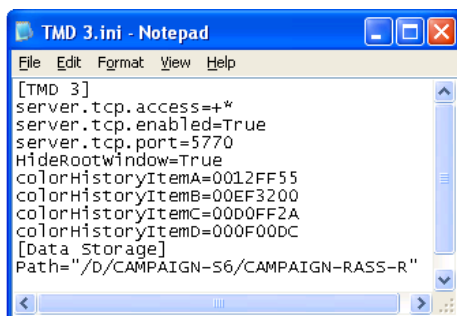 TMD 3.ini - Notepad
File Edit Format View Help
[TMD 3]
server.tcp.access=+*
server.tcp.enabled=True
server.tcp.port=5770
HideRootWindow=True
colorHistoryItemA=0012FF55
colorHistoryItemB=00EF3200
colorHistoryItemC=00D0FF2A
colorHistoryItemD=000F00DC
[Data Storage]
Path="/D/CAMPAIGN-S6/CAMPAIGN-RASS-R"